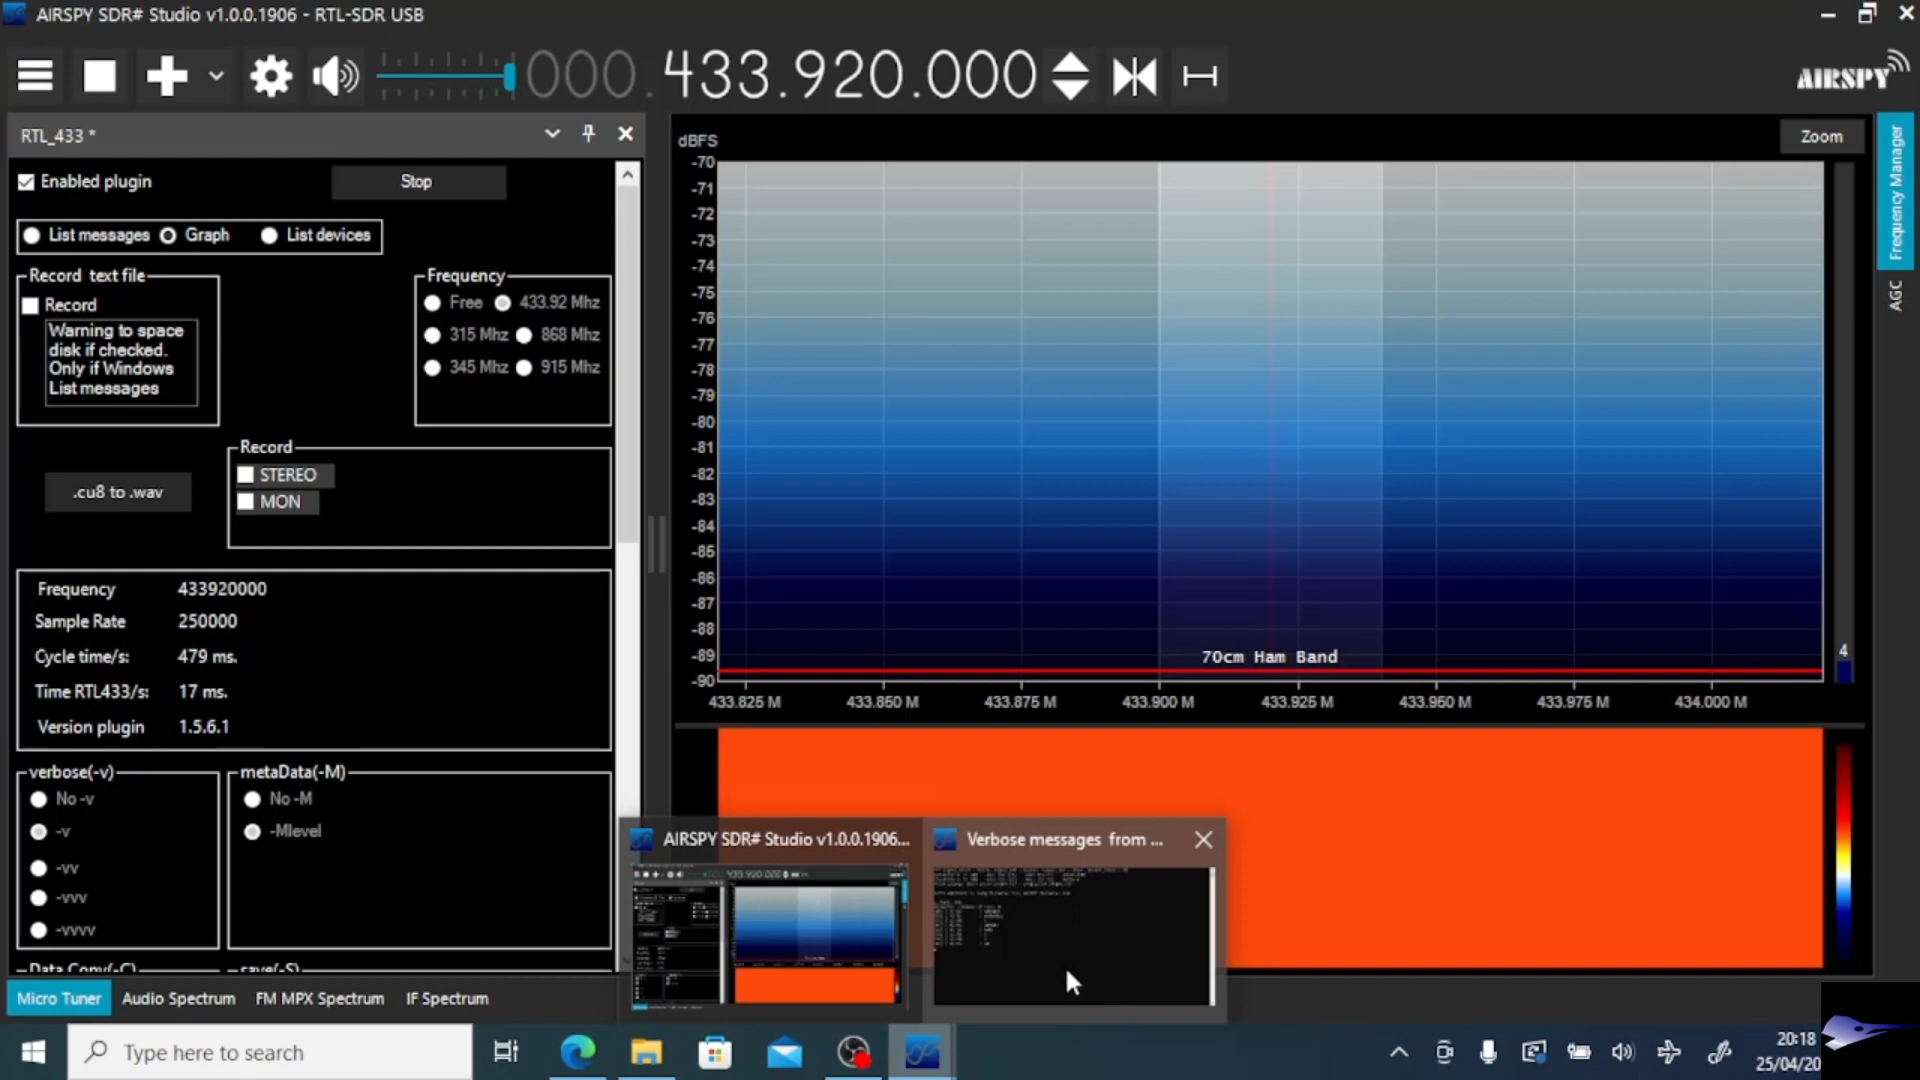 AIRSPY SDR# Studio v1.0.0.1906 - RTL-SDR USB
000.433.920.000
AIRSPY
RTL_433 *
Enabled plugin
Stop
List messages Graph List devices
Record text file
Record
Warning to space
disk if checked.
Only if Windows
List messages
Frequency
Free 433.92 Mhz
315 Mhz 868 Mhz
345 Mhz 915 Mhz
.cu8 to .wav
Record
STEREO
MON
Frequency 433920000
Sample Rate 250000
Cycle time/s: 479 ms.
Time RTL433/s: 17 ms.
Version plugin 1.5.6.1
verbose(-v)
No -v
-v
-vv
-vvv
-vvvv
metaData(-M)
No -M
-Mlevel
Data Conv(-C) save(-S)
Micro Tuner Audio Spectrum FM MPX Spectrum IF Spectrum
dBFS
Zoom
-70
-71
-72
-73
-74
-75
-76
-77
-78
-79
-80
-81
-82
-83
-84
-85
-86
-87
-88
-89
-90
70cm Ham Band
4
433.825 M 433.850 M 433.875 M 433.900 M 433.925 M 433.950 M 433.975 M 434.000 M
Frequency Manager
AGC
AIRSPY SDR# Studio v1.0.0.1906...
Verbose messages from ...
Type here to search
20:18
25/04/20